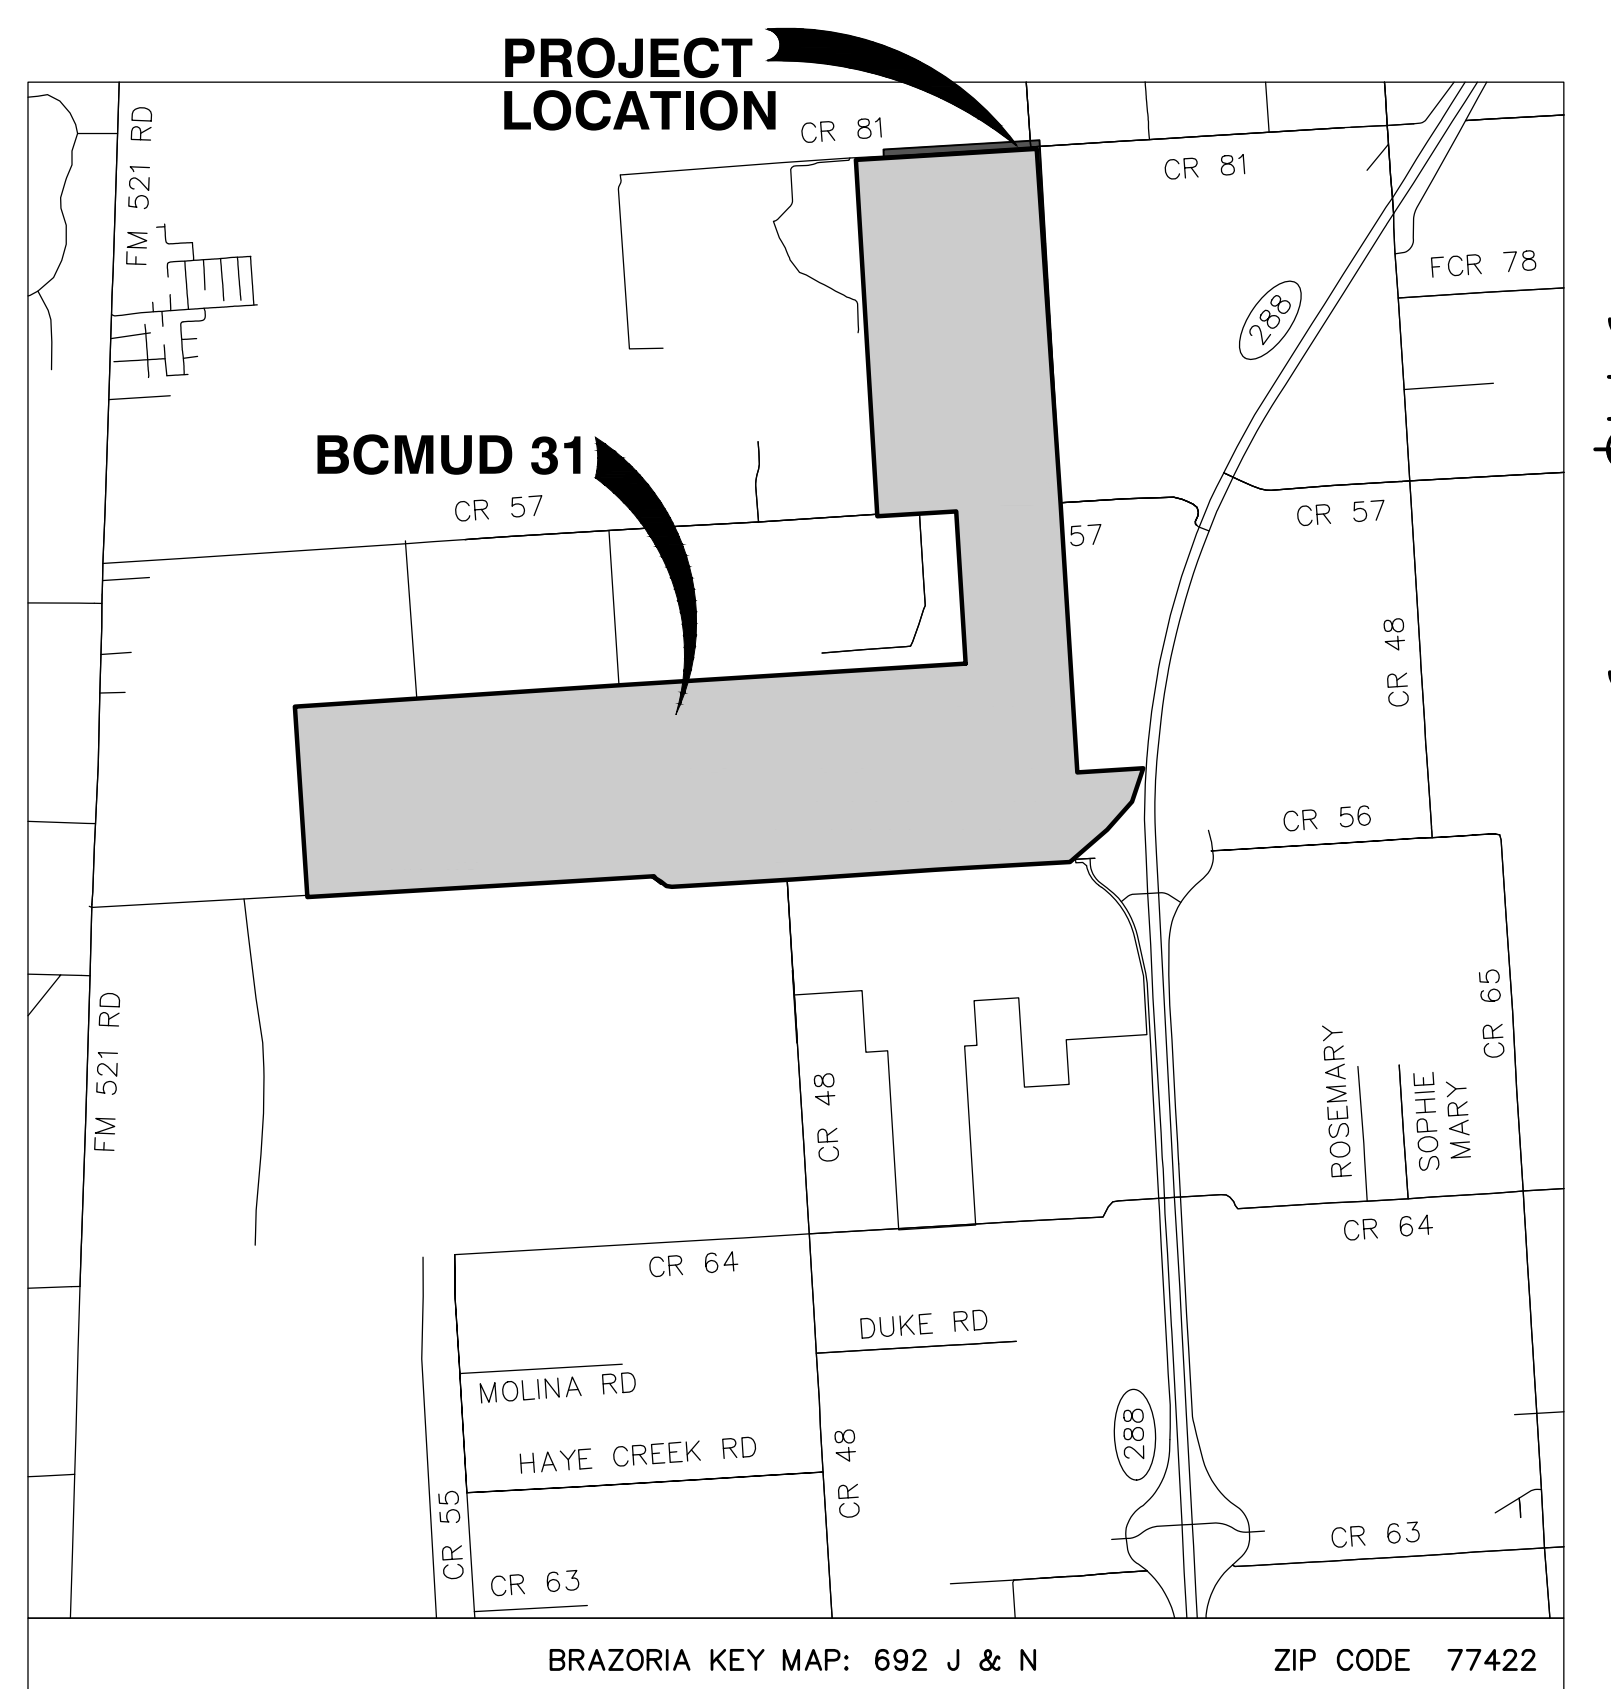 PROJECT
LOCATION
CR 81
CR 81
FM 521 RD
FCR 78
288
BCMUD 31
CR 57
57
CR 57
CR 48
CR 56
FM 521 RD
CR 65
CR 48
ROSEMARY
SOPHIE
MARY
CR 64
CR 64
DUKE RD
MOLINA RD
HAYE CREEK RD
CR 48
288
CR 55
CR 63
CR 63
BRAZORIA KEY MAP: 692 J & N
ZIP CODE 77422